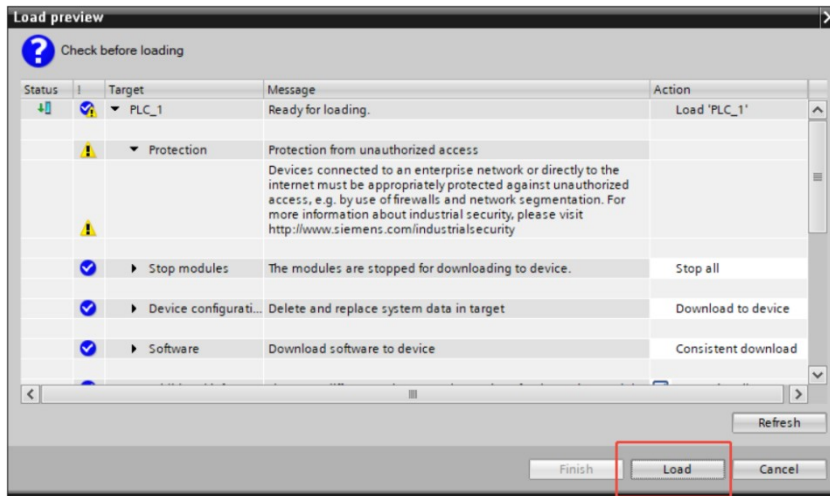 Load preview
Check before loading
Status ! Target Message Action
PLC_1 Ready for loading. Load 'PLC_1'
Protection Protection from unauthorized access
Devices connected to an enterprise network or directly to the
internet must be appropriately protected against unauthorized
access, e.g. by use of firewalls and network segmentation. For
more information about industrial security, please visit
http://www.siemens.com/industrialsecurity
Stop modules The modules are stopped for downloading to device. Stop all
Device configurati... Delete and replace system data in target Download to device
Software Download software to device Consistent download
Refresh
Finish Load Cancel